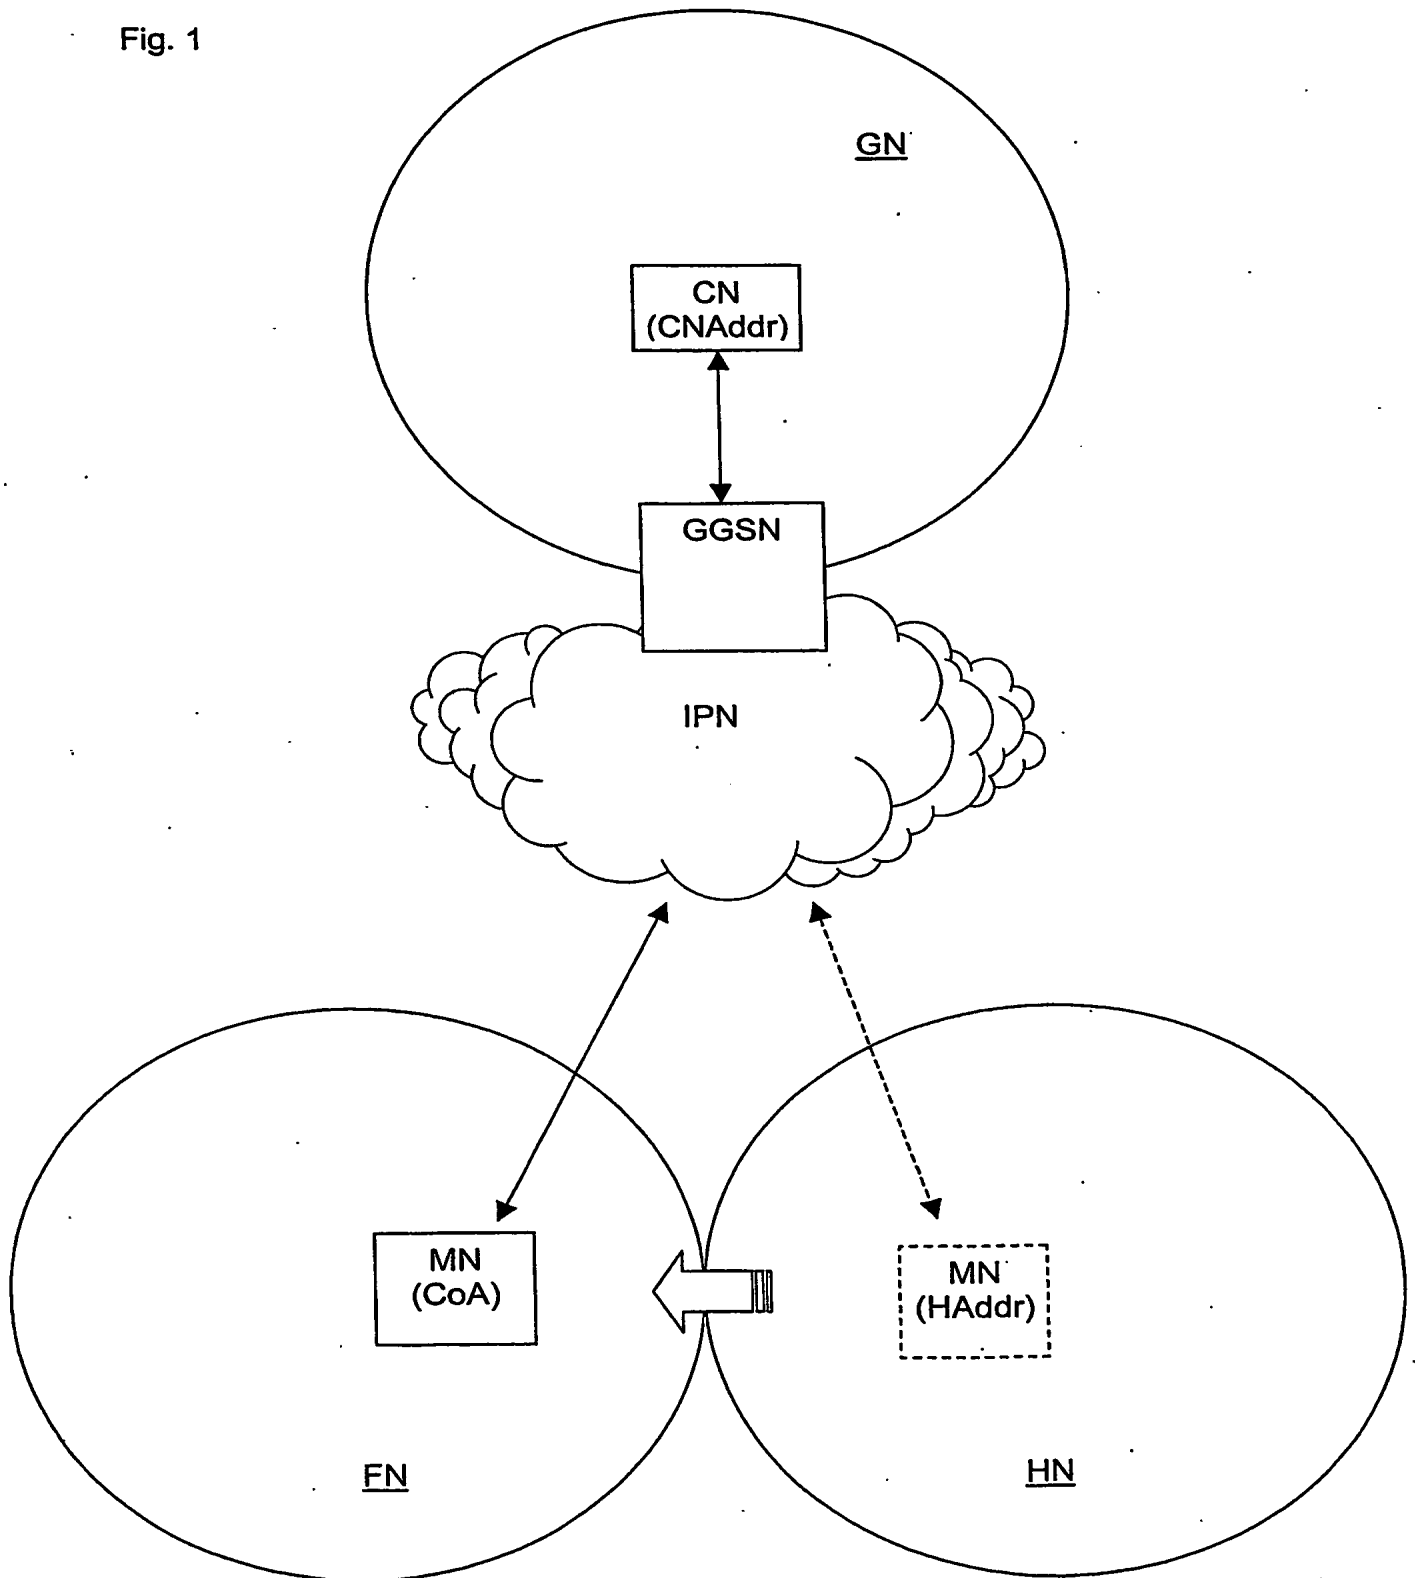 Fig. 1
GN
CN
(CNAddr)
GGSN
IPN
MN
(CoA)
MN
(HAddr)
FN
HN